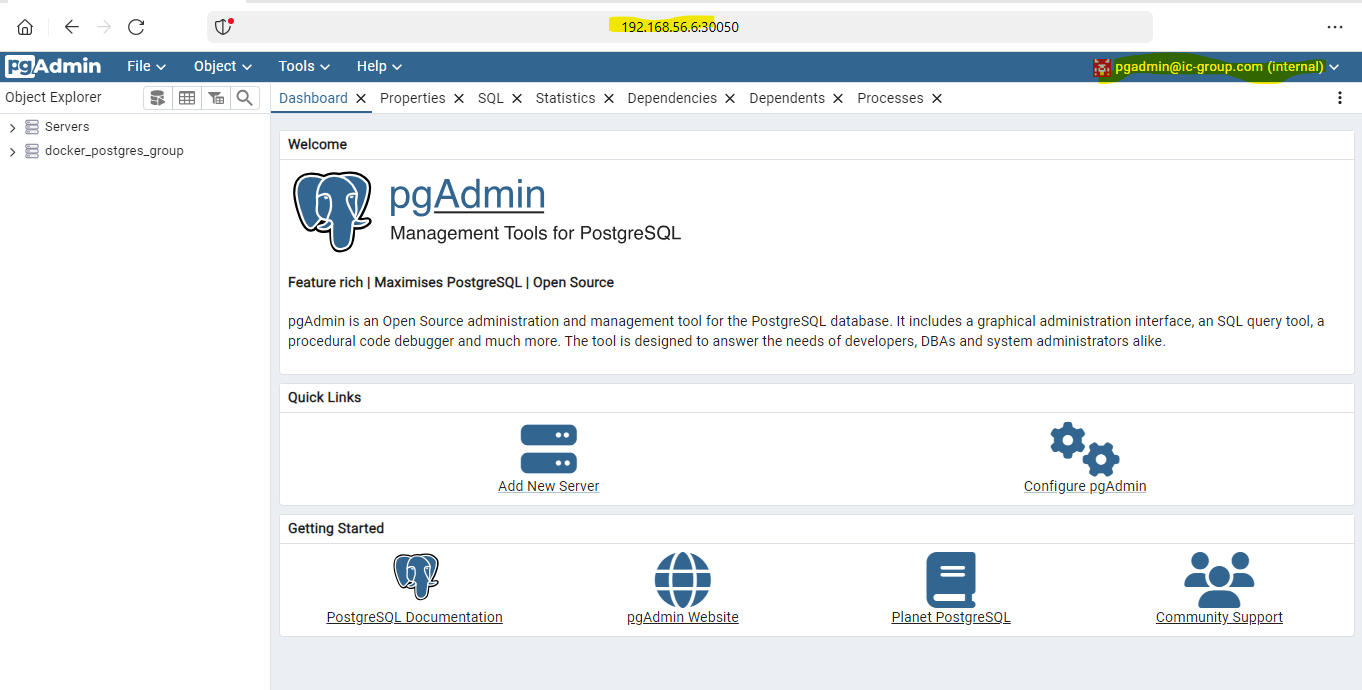 192.168.56.6:30050
pgAdmin File Object Tools Help pgadmin@ic-group.com (internal)
Object Explorer Dashboard Properties SQL Statistics Dependencies Dependents Processes
Servers
docker_postgres_group
Welcome
pgAdmin
Management Tools for PostgreSQL
Feature rich | Maximises PostgreSQL | Open Source
pgAdmin is an Open Source administration and management tool for the PostgreSQL database. It includes a graphical administration interface, an SQL query tool, a
procedural code debugger and much more. The tool is designed to answer the needs of developers, DBAs and system administrators alike.
Quick Links
Add New Server Configure pgAdmin
Getting Started
PostgreSQL Documentation pgAdmin Website Planet PostgreSQL Community Support